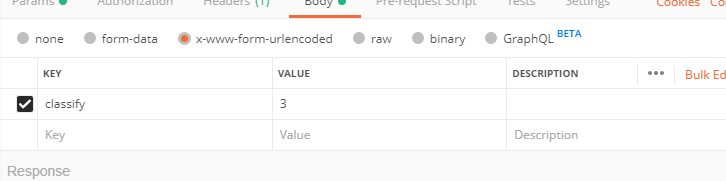 Params Authorization Headers (1) Body Pre-request Script Tests Settings Cookies Co
none form-data x-www-form-urlencoded raw binary GraphQL BETA
KEY VALUE DESCRIPTION ••• Bulk Ed
classify 3
Key Value Description
Response